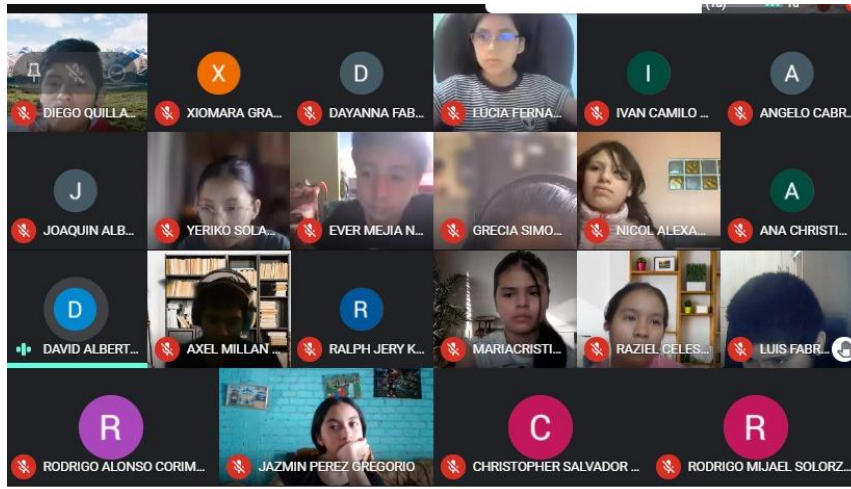 X
D
I
A
DIEGO QUILLA...
XIOMARA GRA...
DAYANNA FAB...
LUCIA FERNA...
IVAN CAMILO ...
ANGELO CABR...
J
A
JOAQUIN ALB...
YERIKO SOLA...
EVER MEJIA N...
GRECIA SIMO...
NICOL ALEXA...
ANA CHRISTI...
D
R
DAVID ALBERT...
AXEL MILLAN ...
RALPH JERY K...
MARIACRISTI...
RAZIEL CELES...
LUIS FABR...
R
C
R
RODRIGO ALONSO CORIM...
JAZMIN PEREZ GREGORIO
CHRISTOPHER SALVADOR ...
RODRIGO MIJAEL SOLORZ...